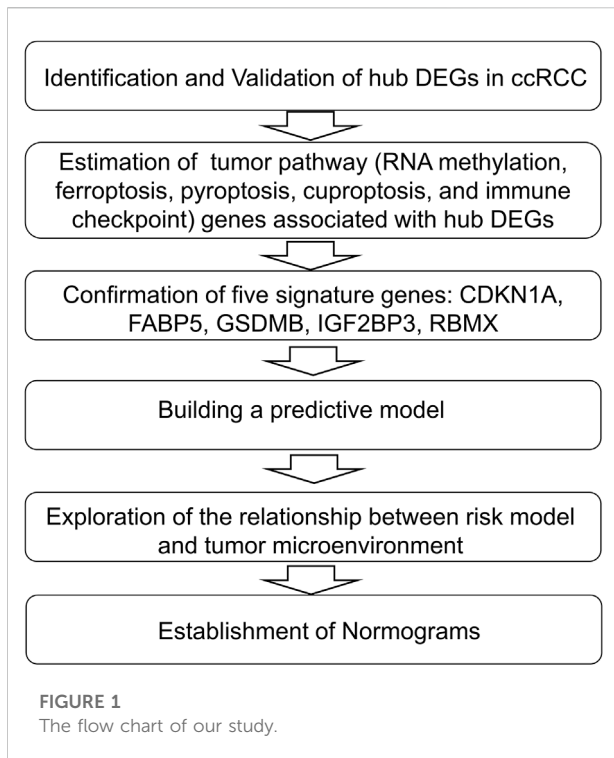 Identification and Validation of hub DEGs in ccRCC
Estimation of tumor pathway (RNA methylation,
ferroptosis, pyroptosis, cuproptosis, and immune
checkpoint) genes associated with hub DEGs
Confirmation of five signature genes: CDKN1A,
FABP5, GSDMB, IGF2BP3, RBMX
Building a predictive model
Exploration of the relationship between risk model
and tumor microenvironment
Establishment of Normograms
FIGURE 1
The flow chart of our study.